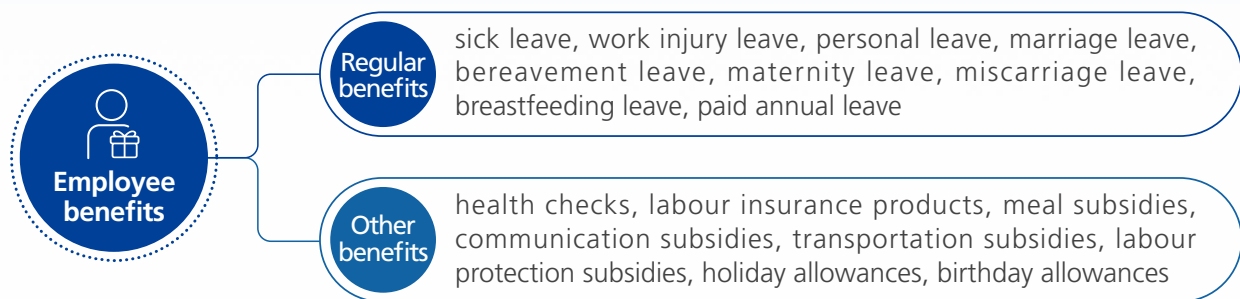 Employee
benefits
Regular
benefits
sick leave, work injury leave, personal leave, marriage leave,
bereavement leave, maternity leave, miscarriage leave,
breastfeeding leave, paid annual leave
Other
benefits
health checks, labour insurance products, meal subsidies,
communication subsidies, transportation subsidies, labour
protection subsidies, holiday allowances, birthday allowances